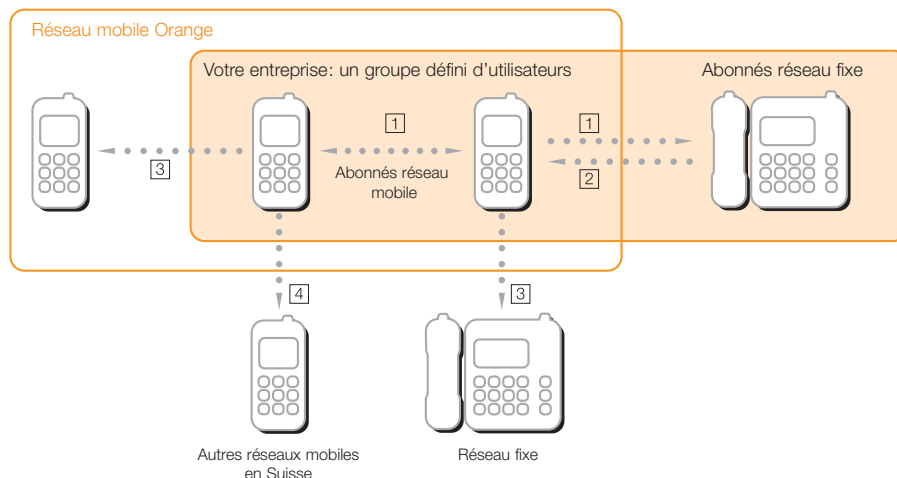 Réseau mobile Orange
Votre entreprise: un groupe défini d'utilisateurs
Abonnés réseau fixe
1
1
3
Abonnés réseau
mobile
2
4
3
Autres réseaux mobiles
en Suisse
Réseau fixe